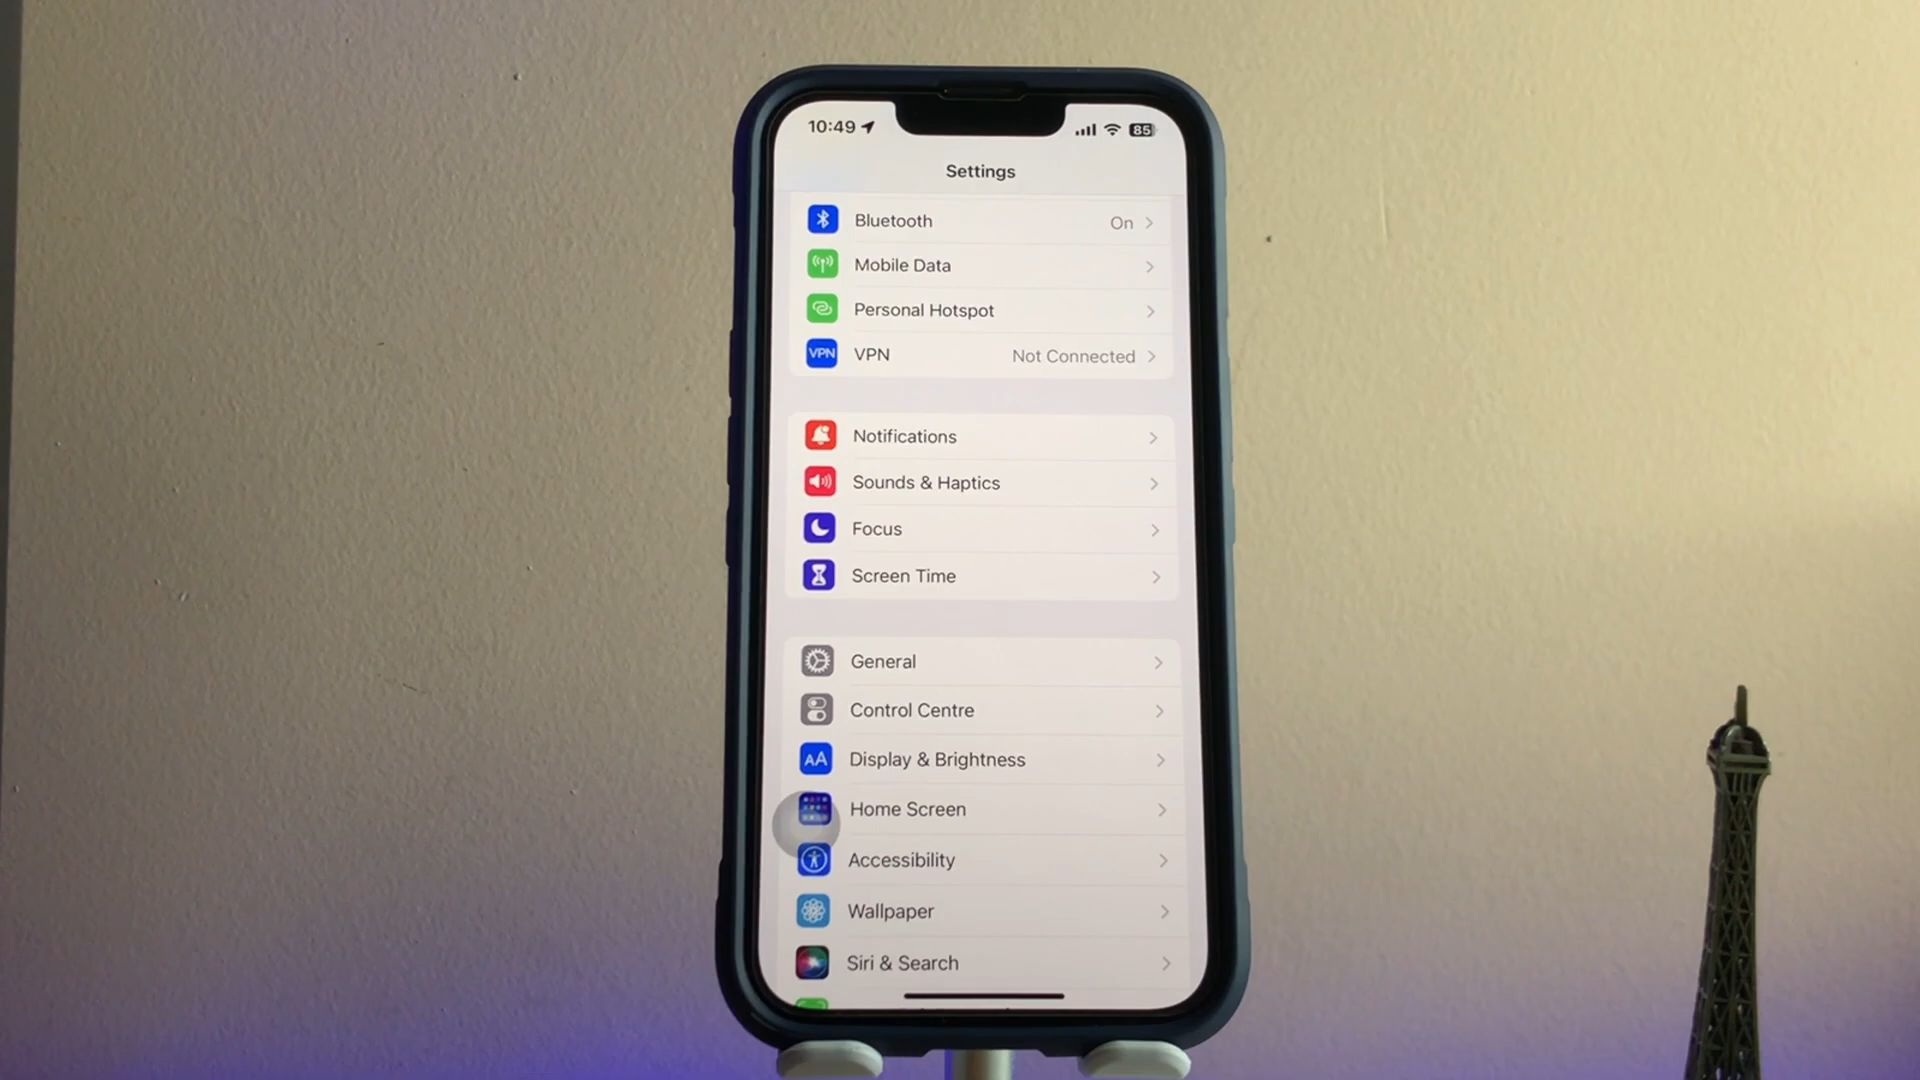 10:49 85
Settings
Bluetooth On
Mobile Data
Personal Hotspot
VPN VPN Not Connected
Notifications
Sounds & Haptics
Focus
Screen Time
General
Control Centre
AA Display & Brightness
Home Screen
Accessibility
Wallpaper
Siri & Search